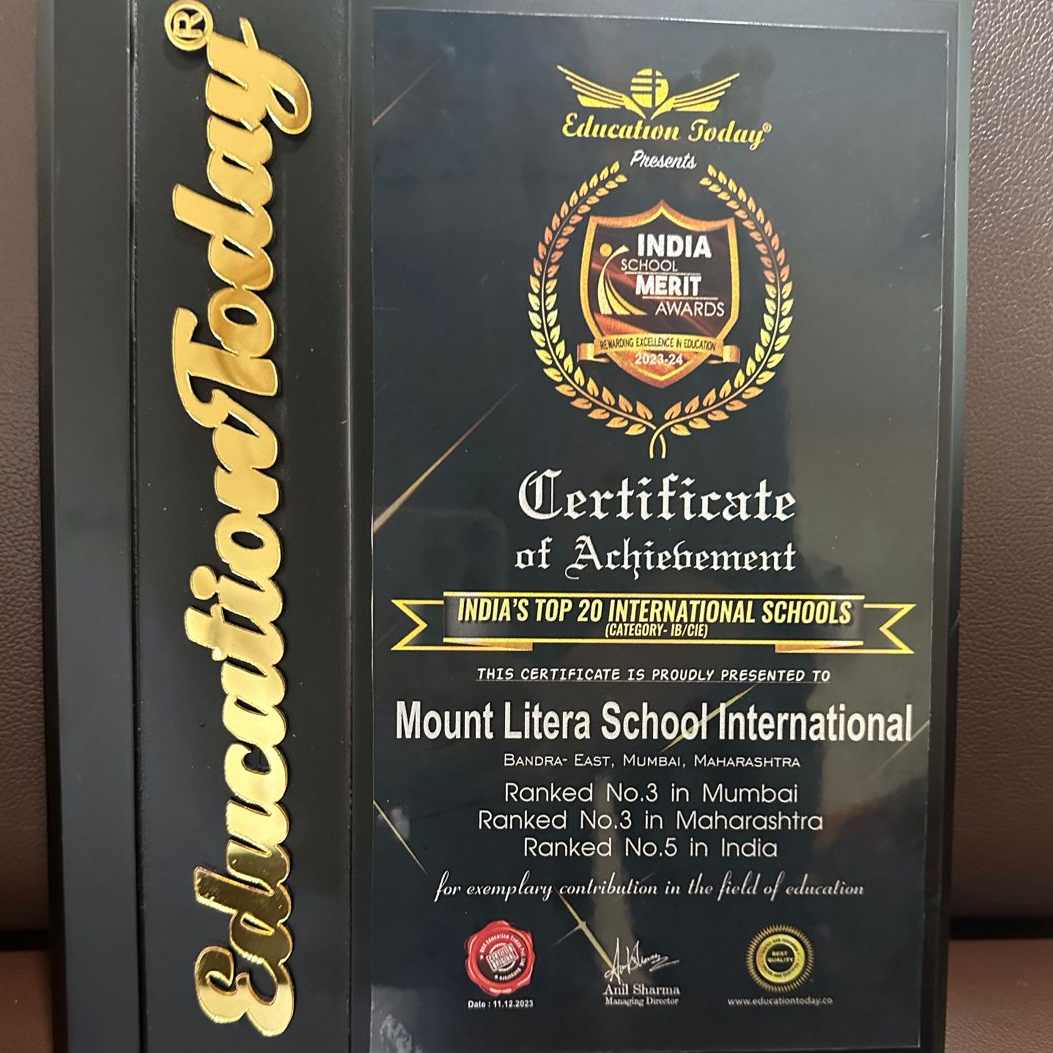 EducationToday®
Education Today®
Presents
INDIA
SCHOOL
MERIT
AWARDS
REWARDING EXCELLENCE IN EDUCATION
2023-24
Certificate
of Achievement
INDIA'S TOP 20 INTERNATIONAL SCHOOLS
(CATEGORY- IB/CIE)
THIS CERTIFICATE IS PROUDLY PRESENTED TO
Mount Litera School International
BANDRA- EAST, MUMBAI, MAHARASHTRA
Ranked No.3 in Mumbai
Ranked No.3 in Maharashtra
Ranked No.5 in India
for exemplary contribution in the field of education
Date : 11.12.2023
Anil Sharma
Managing Director
BEST
QUALITY
www.educationtoday.co